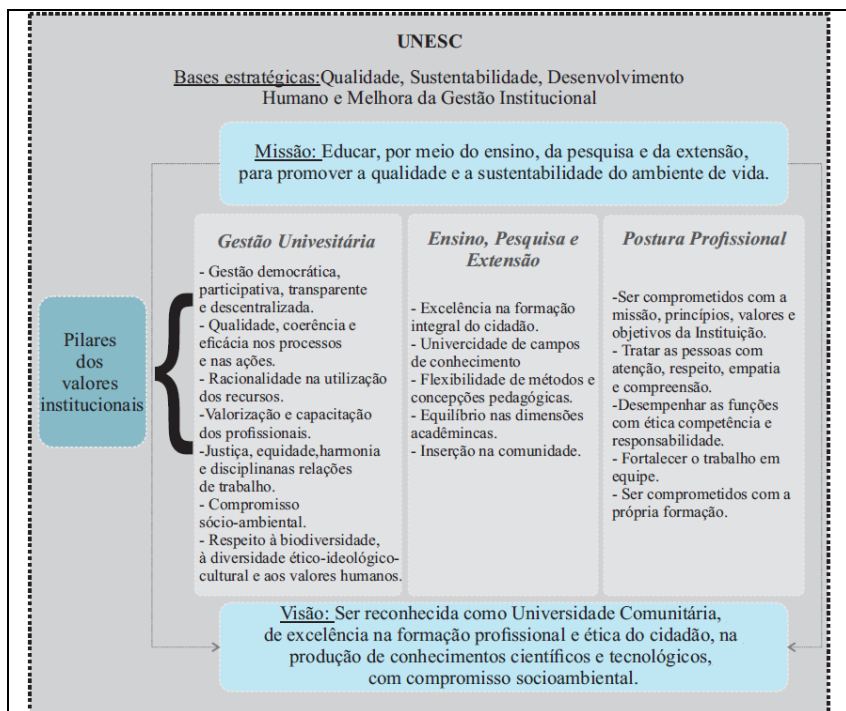 UNESC
Bases estratégicas:Qualidade, Sustentabilidade, Desenvolvimento
Humano e Melhora da Gestão Institucional
Missão: Educar, por meio do ensino, da pesquisa e da extensão,
para promover a qualidade e a sustentabilidade do ambiente de vida.
Pilares
dos
valores
institucionais
Gestão Univesitária
- Gestão democrática,
participativa, transparente
e descentralizada.
- Qualidade, coerência e
eficácia nos processos
e nas ações.
- Racionalidade na utilização
dos recursos.
-Valorização e capacitação
dos profissionais.
-Justiça, equidade,harmonia
e disciplinanas relações
de trabalho.
- Compromisso
sócio-ambiental.
- Respeito à biodiversidade,
à diversidade ético-ideológico-
cultural e aos valores humanos.
Ensino, Pesquisa e
Extensão
- Excelência na formação
integral do cidadão.
- Univercidade de campos
de conhecimento
- Flexibilidade de métodos e
concepções pedagógicas.
- Equilíbrio nas dimensões
acadêmincas.
- Inserção na comunidade.
Postura Profissional
-Ser comprometidos com a
missão, princípios, valores e
objetivos da Instituição.
- Tratar as pessoas com
atenção, respeito, empatia
e compreensão.
-Desempenhar as funções
com ética competência e
responsabilidade.
- Fortalecer o trabalho em
equipe.
- Ser comprometidos com a
própria formação.
Visão: Ser reconhecida como Universidade Comunitária,
de excelência na formação profissional e ética do cidadão, na
produção de conhecimentos científicos e tecnológicos,
com compromisso socioambiental.